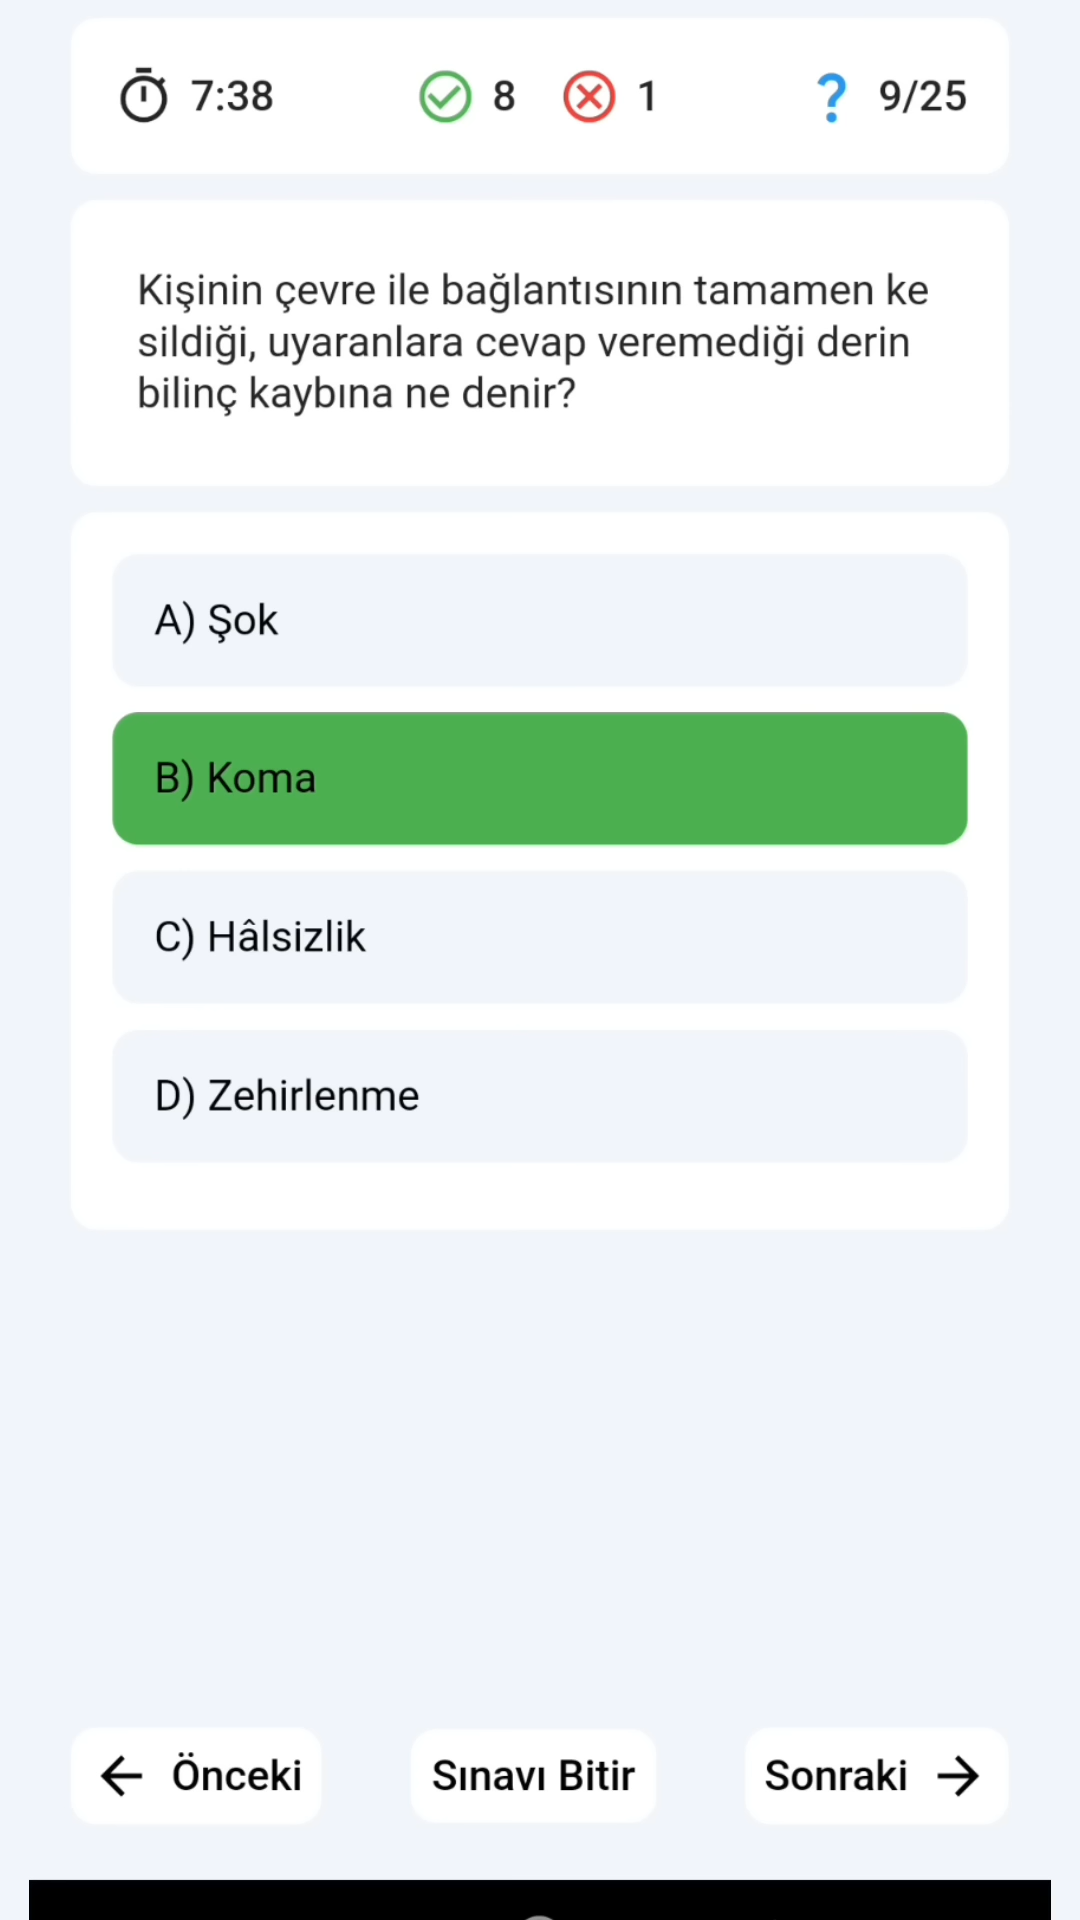 7:38 8 1 ? 9/25
Kişinin çevre ile bağlantısının tamamen ke
sildiği, uyaranlara cevap veremediği derin
bilinç kaybına ne denir?
A) Şok
B) Koma
C) Hâlsizlik
D) Zehirlenme
← Önceki Sınavı Bitir Sonraki →